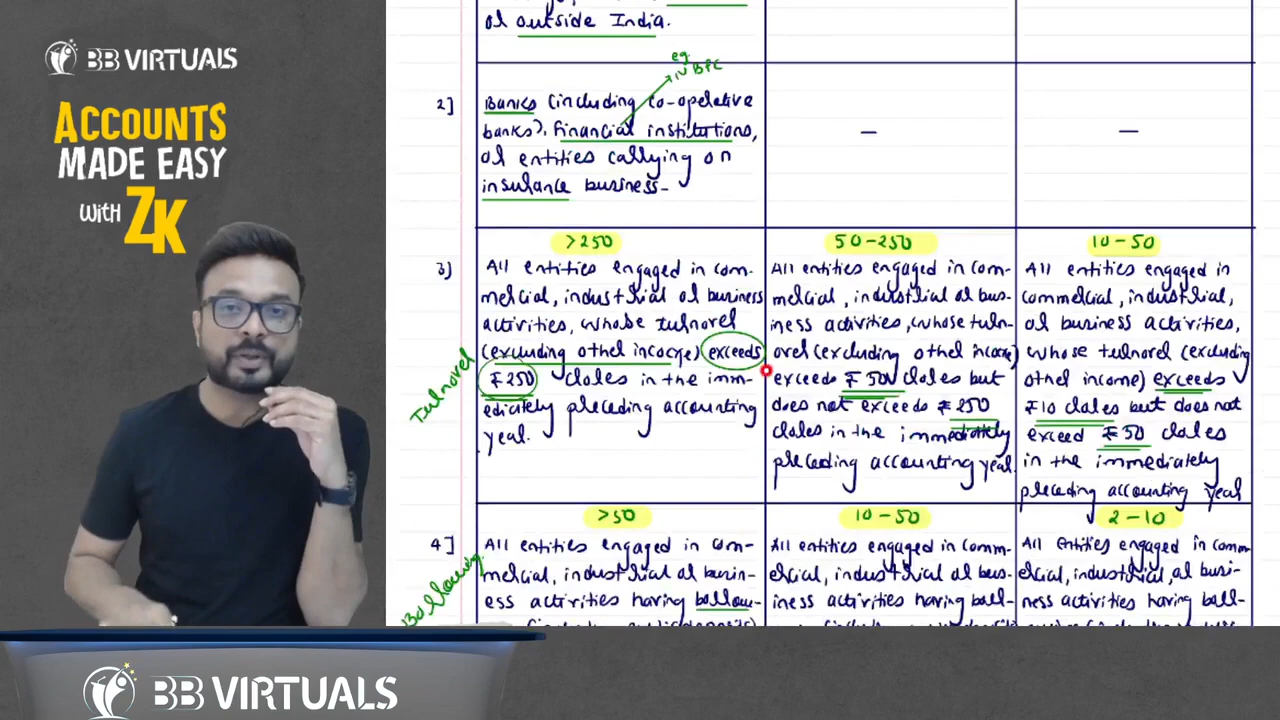 BB VIRTUALS
ACCOUNTS
MADE EASY
WITH ZK
or outside India.
eg. NBFC
2] Banks (including co-operative
banks), Financial institutions,
or entities carrying on
insurance business-
—
—
Turnover
3) >250
All entities engaged in com-
mercial, industrial or business
activities, whose turnover
(excluding other income) exceeds
₹250 crores in the imm-
ediately preceding accounting
year.
50-250
All entities engaged in com-
mercial, industrial or bus-
iness activities, whose turn-
over (excluding other income)
exceeds ₹50 crores but
does not exceeds ₹250
crores in the immediately
preceding accounting year.
10-50
All entities engaged in
commercial, industrial,
or business activities,
whose turnover (excluding
other income) exceeds
₹10 crores but does not
exceed ₹50 crores
in the immediately
preceding accounting year
Borrowing
4] >50
All entities engaged in com-
mercial, industrial or busin-
ess activities having borrow-
10-50
All entities engaged in comm-
ercial, industrial or bus-
iness activities having borr-
2-10
All entities engaged in comm
ercial, industrial, or busi-
ness activities having borr-
BB VIRTUALS